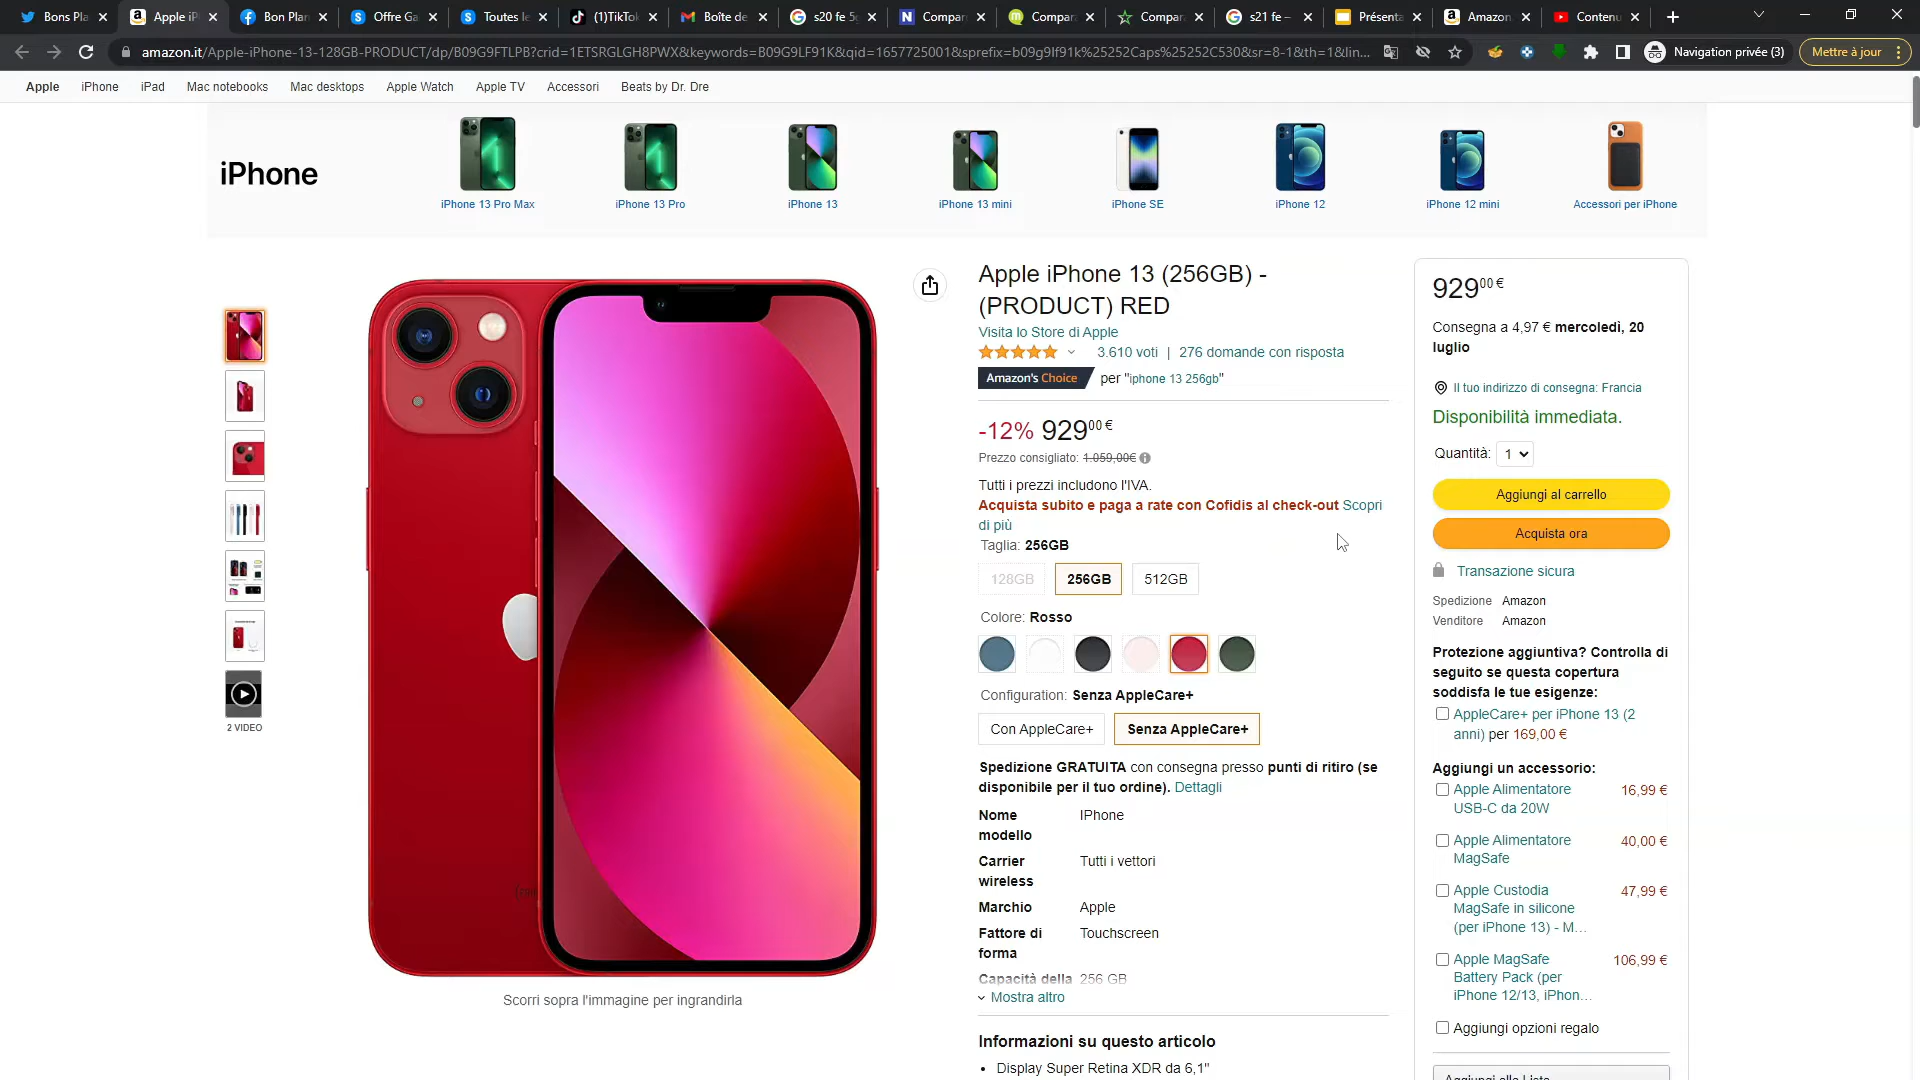 Bons Pla
Apple iP
Bon Plan
Offre Ga
Toutes le
(1)TikTo
Boîte de
s20 fe 5g
Compar
Compar
Compar
s21 fe –
Présenta
Amazon
Contenu
amazon.it/Apple-iPhone-13-128GB-PRODUCT/dp/B09G9FTLPB?crid=1ETSRGLGH8PWX&keywords=B09G9LF91K&qid=1657725001&sprefix=b09g9lf91k%25252Caps%25252C530&sr=8-1&th=1&lin...
Navigation privée (3)
Mettre à jour
Apple iPhone iPad Mac notebooks Mac desktops Apple Watch Apple TV Accessori Beats by Dr. Dre
iPhone
iPhone 13 Pro Max
iPhone 13 Pro
iPhone 13
iPhone 13 mini
iPhone SE
iPhone 12
iPhone 12 mini
Accessori per iPhone
2 VIDEO
Scorri sopra l'immagine per ingrandirla
Apple iPhone 13 (256GB) -
(PRODUCT) RED
Visita lo Store di Apple
3.610 voti | 276 domande con risposta
Amazon's Choice per "iphone 13 256gb"
-12% 929,00 €
Prezzo consigliato: 1.059,00€
Tutti i prezzi includono l'IVA.
Acquista subito e paga a rate con Cofidis al check-out Scopri
di più
Taglia: 256GB
128GB 256GB 512GB
Colore: Rosso
Configuration: Senza AppleCare+
Con AppleCare+ Senza AppleCare+
Spedizione GRATUITA con consegna presso punti di ritiro (se
disponibile per il tuo ordine). Dettagli
Nome IPhone
modello
Carrier Tutti i vettori
wireless
Marchio Apple
Fattore di Touchscreen
forma
Capacità della 256 GB
Mostra altro
Informazioni su questo articolo
• Display Super Retina XDR da 6,1"
929,00 €
Consegna a 4,97 € mercoledì, 20
luglio
Il tuo indirizzo di consegna: Francia
Disponibilità immediata.
Quantità: 1
Aggiungi al carrello
Acquista ora
Transazione sicura
Spedizione Amazon
Venditore Amazon
Protezione aggiuntiva? Controlla di
seguito se questa copertura
soddisfa le tue esigenze:
AppleCare+ per iPhone 13 (2
anni) per 169,00 €
Aggiungi un accessorio:
Apple Alimentatore 16,99 €
USB-C da 20W
Apple Alimentatore 40,00 €
MagSafe
Apple Custodia 47,99 €
MagSafe in silicone
(per iPhone 13) - M…
Apple MagSafe 106,99 €
Battery Pack (per
iPhone 12/13, iPhon…
Aggiungi opzioni regalo
Aggiungi alla Lista